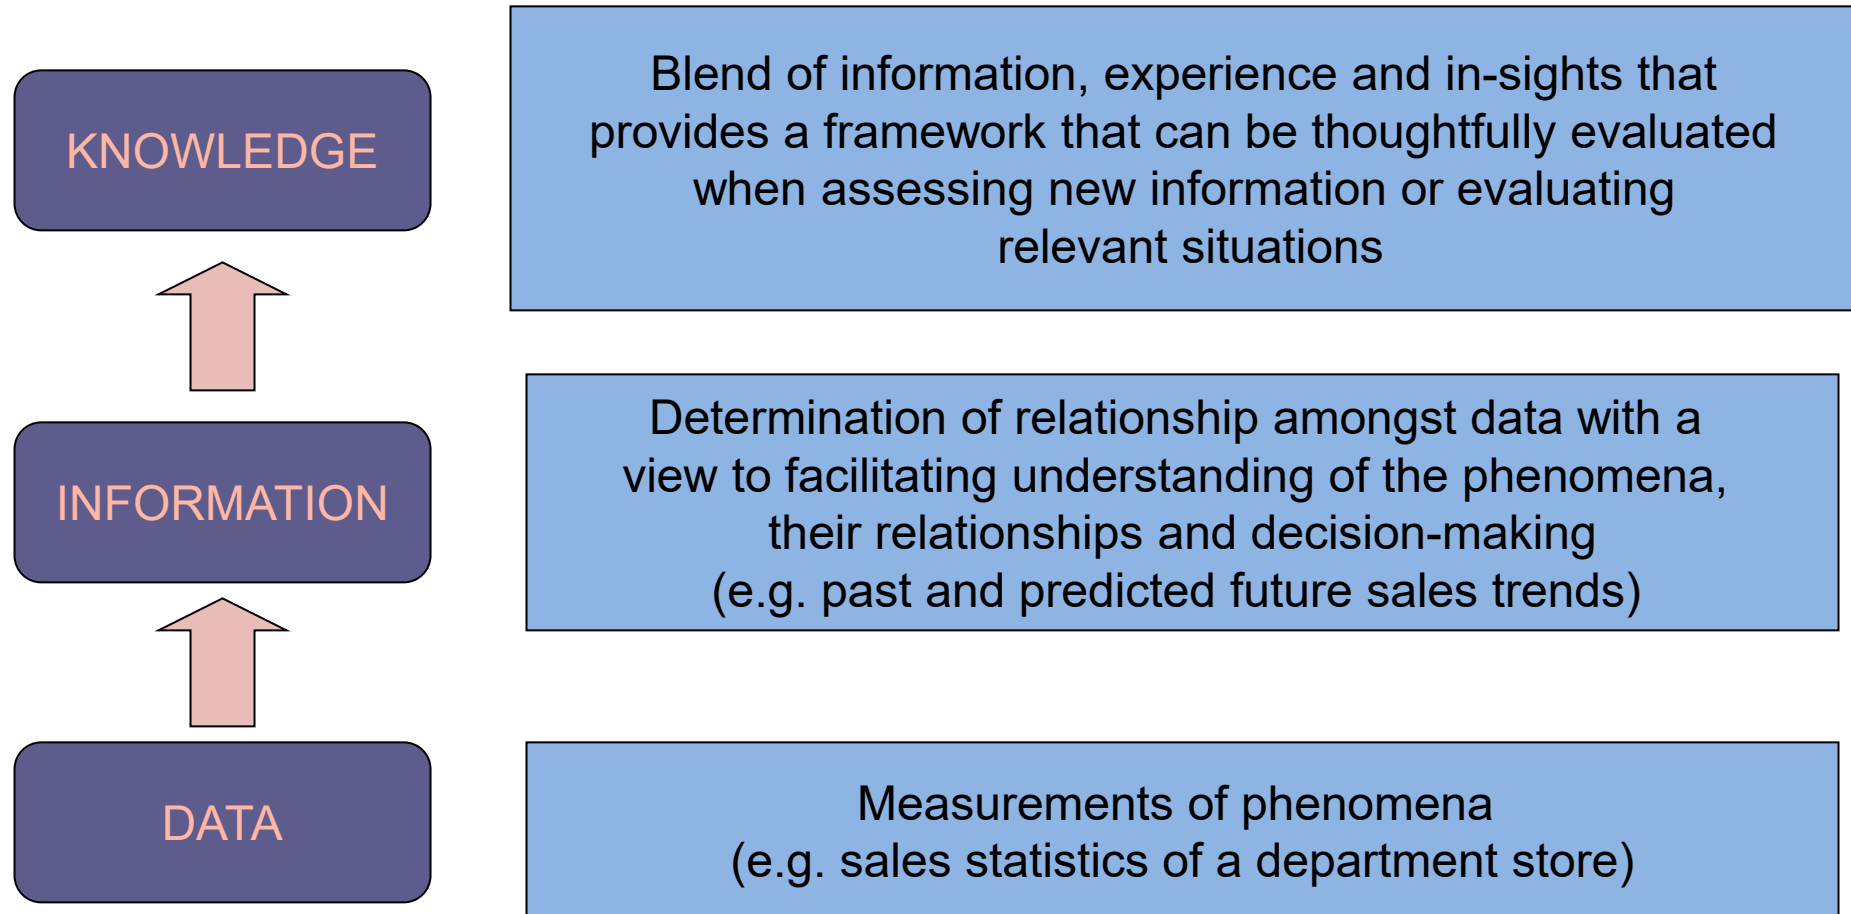 KNOWLEDGE
Blend of information, experience and in-sights that
provides a framework that can be thoughtfully evaluated
when assessing new information or evaluating
relevant situations
INFORMATION
Determination of relationship amongst data with a
view to facilitating understanding of the phenomena,
their relationships and decision-making
(e.g. past and predicted future sales trends)
DATA
Measurements of phenomena
(e.g. sales statistics of a department store)